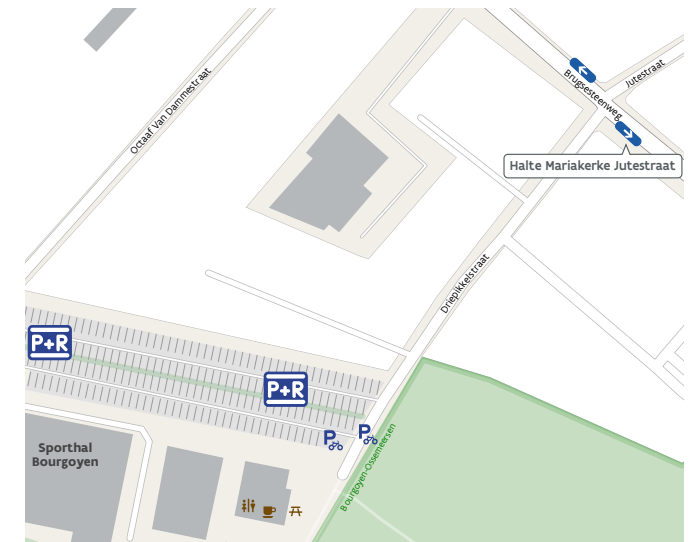 Octaaf Van Dammestraat
Brugsesteenweg
Jutestraat
Halte Mariakerke Jutestraat
Driepikkelstraat
P+R
P+R
P
P
Sporthal
Bourgoyen
Bourgoyen-Ossemeersen